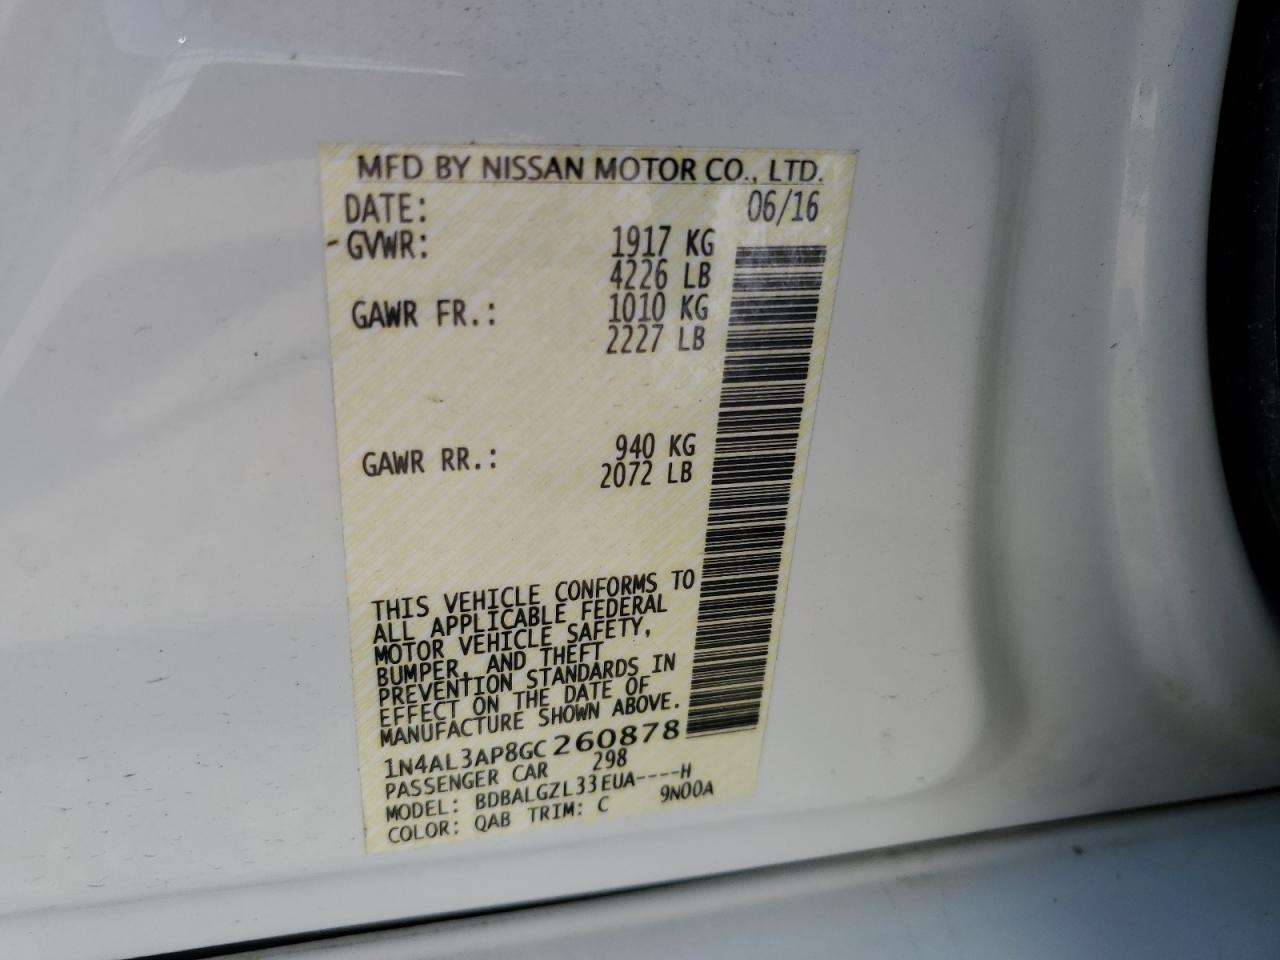 MFD BY NISSAN MOTOR CO., LTD.
DATE: 06/16
GVWR: 1917 KG
4226 LB
GAWR FR.: 1010 KG
2227 LB
GAWR RR.: 940 KG
2072 LB
THIS VEHICLE CONFORMS TO
ALL APPLICABLE FEDERAL
MOTOR VEHICLE SAFETY,
BUMPER, AND THEFT
PREVENTION STANDARDS IN
EFFECT ON THE DATE OF
MANUFACTURE SHOWN ABOVE.
1N4AL3AP8GC260878
PASSENGER CAR 298
MODEL: BDBALGZL33EUA----H
COLOR: QAB TRIM: C 9N00A